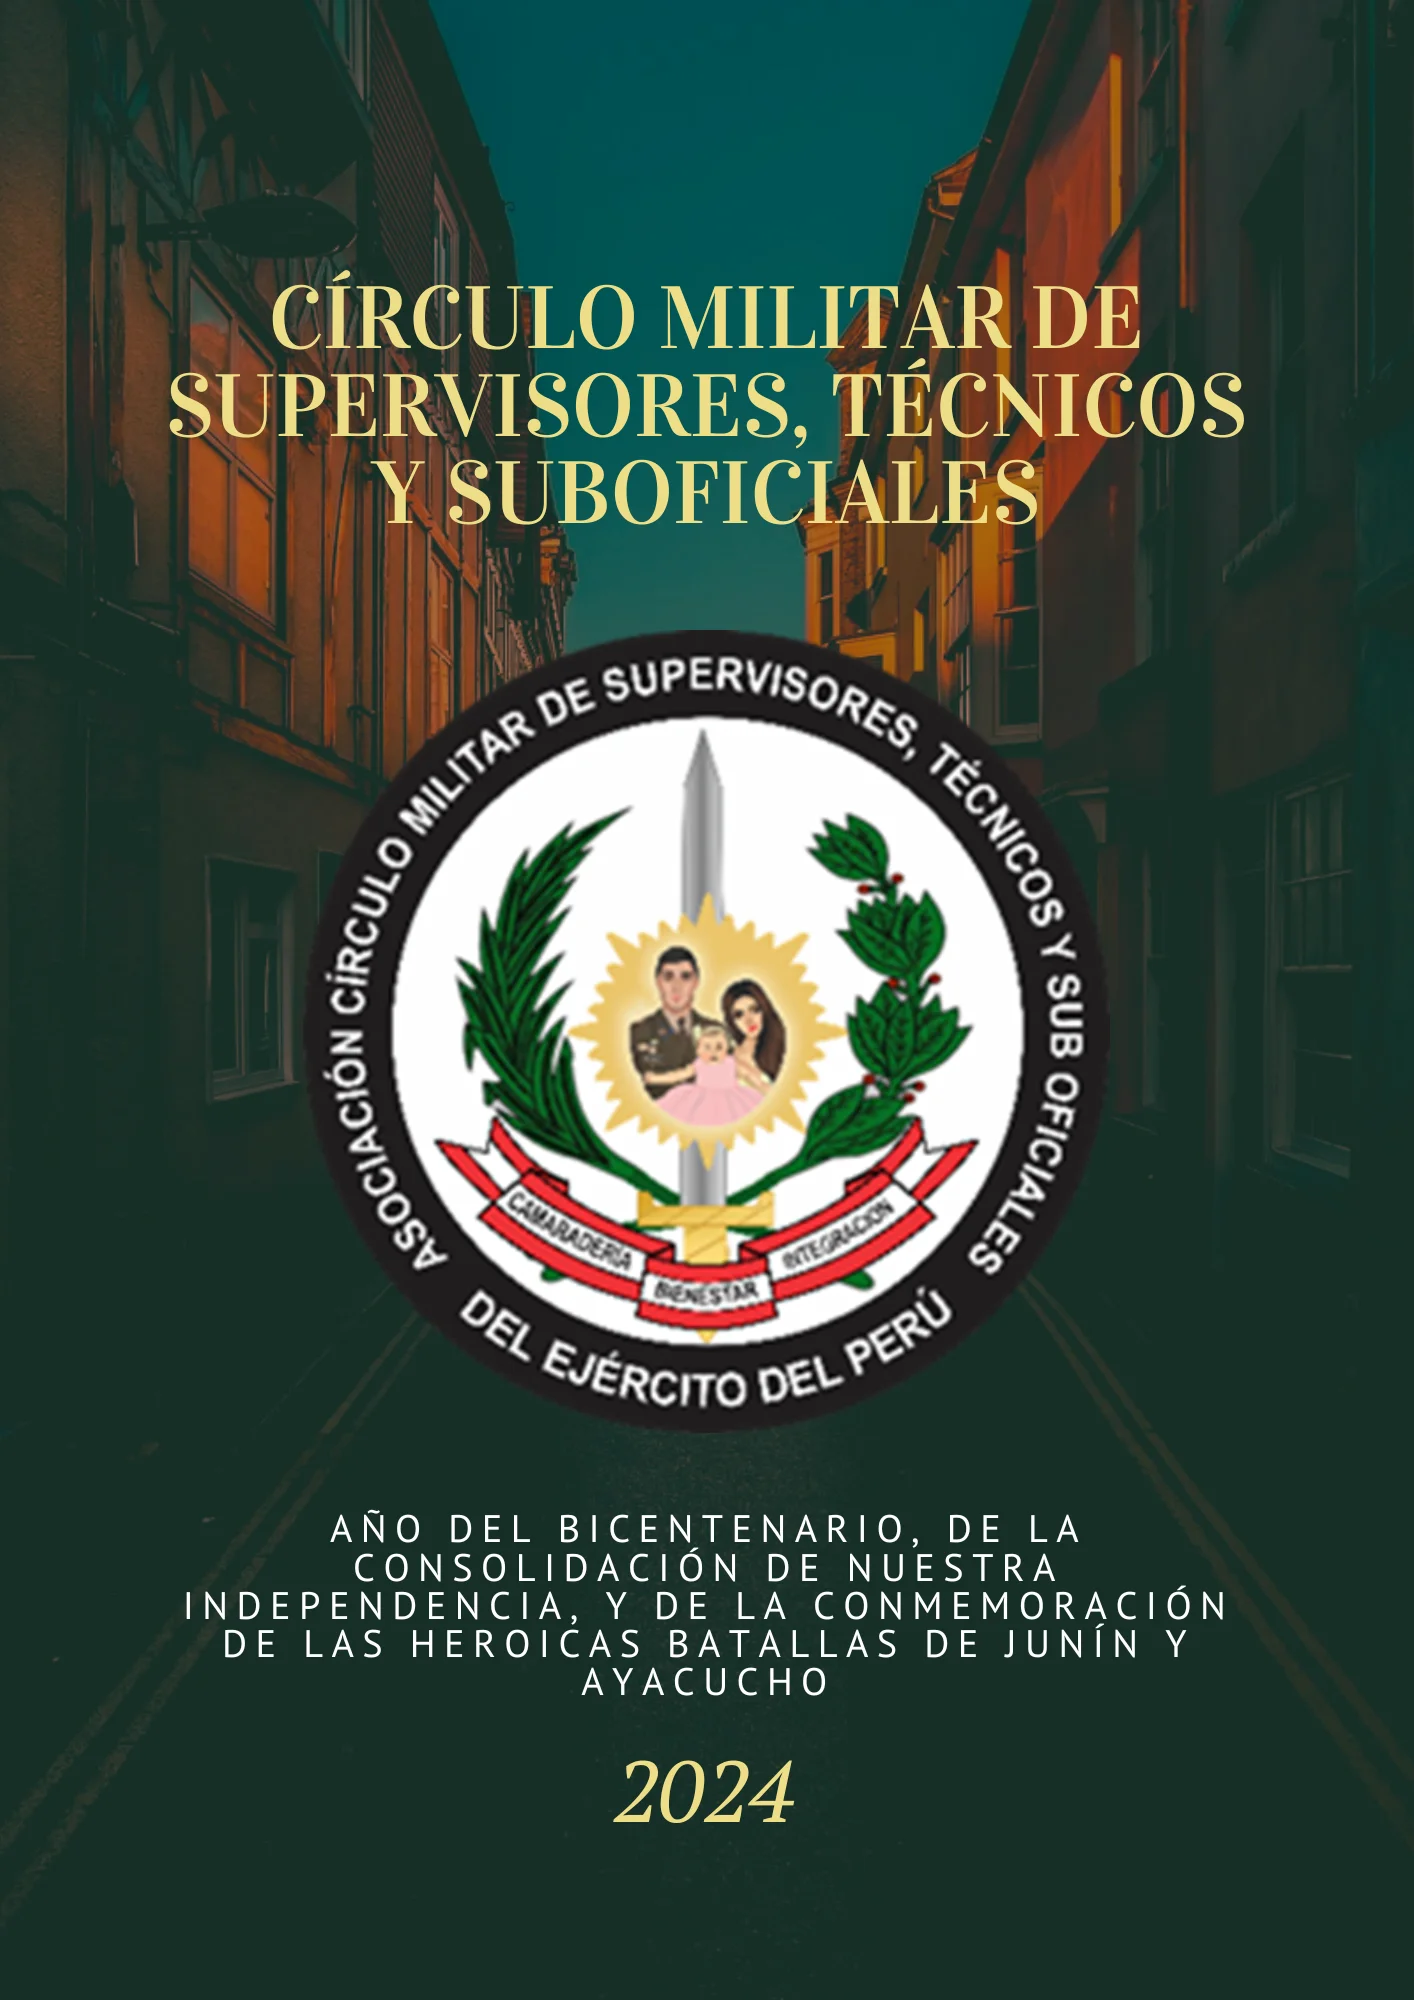 CÍRCULO MILITAR DE
SUPERVISORES, TÉCNICOS
Y SUBOFICIALES
ASOCIACIÓN CÍRCULO MILITAR DE SUPERVISORES, TÉCNICOS Y SUB OFICIALES
DEL EJÉRCITO DEL PERÚ
CAMARADERÍA
BIENESTAR
INTEGRACIÓN
AÑO DEL BICENTENARIO, DE LA
CONSOLIDACIÓN DE NUESTRA
INDEPENDENCIA, Y DE LA CONMEMORACIÓN
DE LAS HEROICAS BATALLAS DE JUNÍN Y
AYACUCHO
2024